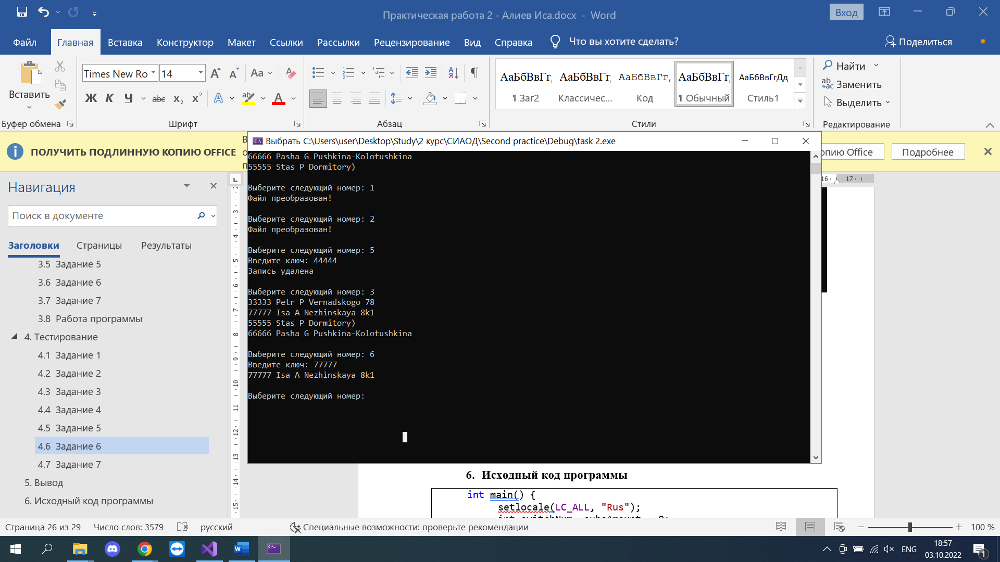 Практическая работа 2 - Алиев Иса.docx - Word
Вход
Файл Главная Вставка Конструктор Макет Ссылки Рассылки Рецензирование Вид Справка Что вы хотите сделать? Поделиться
Вставить
Буфер обмена
Times New Ro 14
Ж К Ч abc X₂ X²
Шрифт
Абзац
АаБбВвГг, АаБбВвГг, АаБбВвГг, АаБбВвГг, АаБбВвГгДд
¶ Заг2 Классичес... Код ¶ Обычный Стиль1
Стили
Найти
Заменить
Выделить
Редактирование
ПОЛУЧИТЬ ПОДЛИННУЮ КОПИЮ OFFICE
опию Office
Подробнее
Навигация
Поиск в документе
Заголовки Страницы Результаты
3.5 Задание 5
3.6 Задание 6
3.7 Задание 7
3.8 Работа программы
4. Тестирование
4.1 Задание 1
4.2 Задание 2
4.3 Задание 3
4.4 Задание 4
4.5 Задание 5
4.6 Задание 6
4.7 Задание 7
5. Вывод
6. Исходный код программы
Выбрать C:\Users\user\Desktop\Study\2 курс\СИАОД\Second practice\Debug\task 2.exe
66666 Pasha G Pushkina-Kolotushkina
55555 Stas P Dormitory)
Выберите следующий номер: 1
Файл преобразован!
Выберите следующий номер: 2
Файл преобразован!
Выберите следующий номер: 5
Введите ключ: 44444
Запись удалена
Выберите следующий номер: 3
33333 Petr P Vernadskogo 78
77777 Isa A Nezhinskaya 8k1
55555 Stas P Dormitory)
66666 Pasha G Pushkina-Kolotushkina
Выберите следующий номер: 6
Введите ключ: 77777
77777 Isa A Nezhinskaya 8k1
Выберите следующий номер:
6. Исходный код программы
int main() {
setlocale(LC_ALL, "Rus");
Страница 26 из 29 Число слов: 3579 русский Специальные возможности: проверьте рекомендации 100 %
ENG
18:57
03.10.2022
1